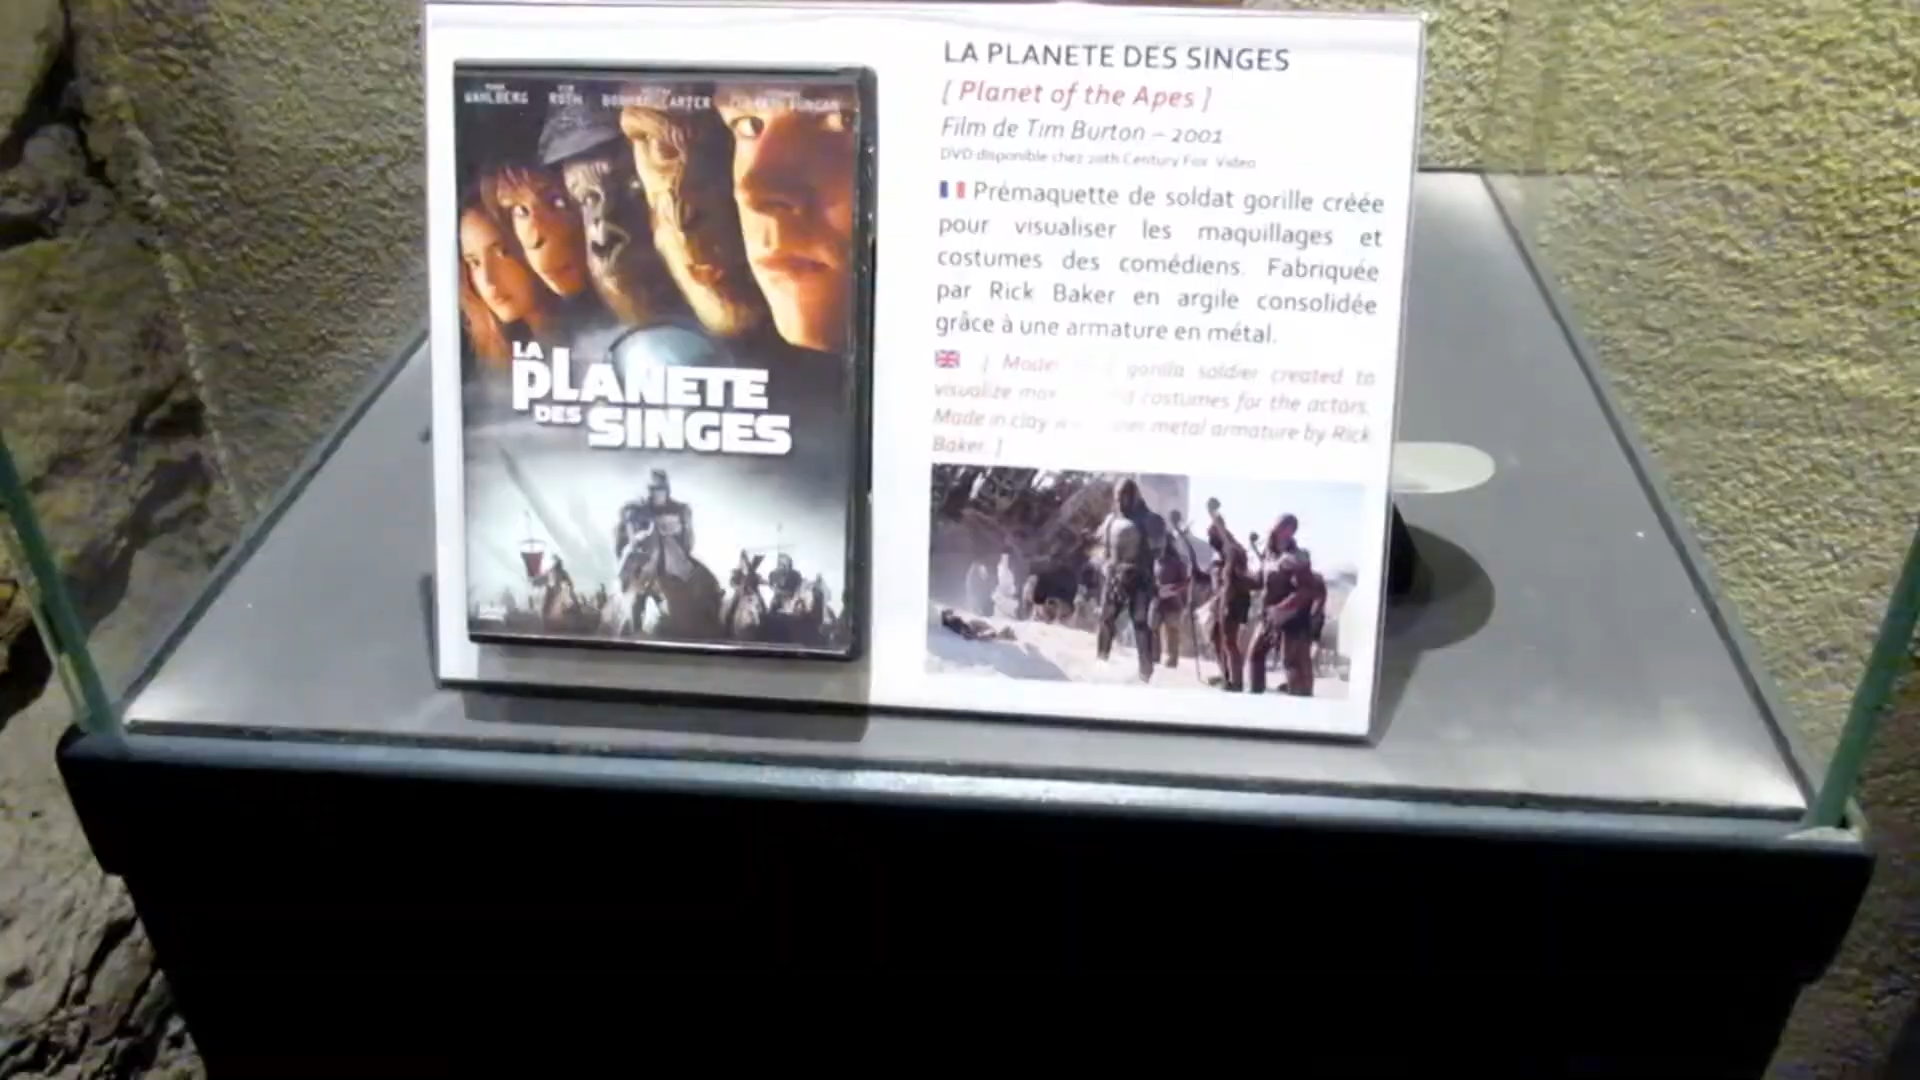 WAHLBERG ROTH CARTER
LA
PLANETE
DES SINGES
LA PLANETE DES SINGES
[ Planet of the Apes ]
Film de Tim Burton – 2001
DVD disponible chez 20th Century Fox Video
Prémaquette de soldat gorille créée
pour visualiser les maquillages et
costumes des comédiens. Fabriquée
par Rick Baker en argile consolidée
grâce à une armature en métal.
[ gorilla soldier created to
visualize costumes for the actors.
Made in clay metal armature by Rick
Baker. ]